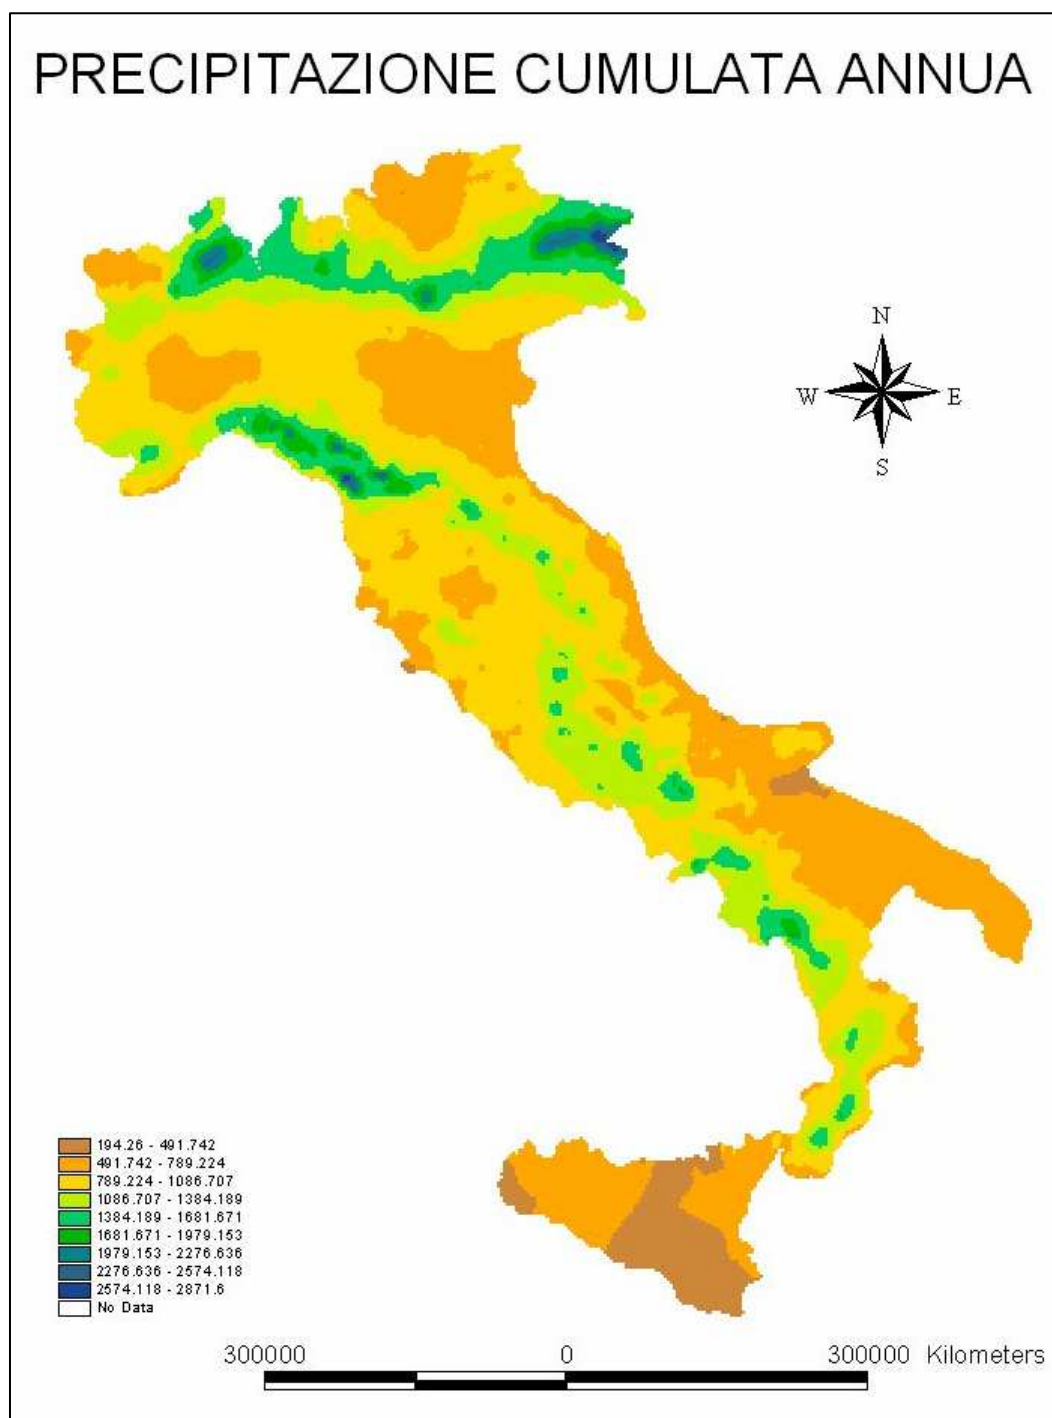 PRECIPITAZIONE CUMULATA ANNUA
N
W E
S
194.26 - 491.742
491.742 - 789.224
789.224 - 1086.707
1086.707 - 1384.189
1384.189 - 1681.671
1681.671 - 1979.153
1979.153 - 2276.636
2276.636 - 2574.118
2574.118 - 2871.6
No Data
300000 0 300000 Kilometers